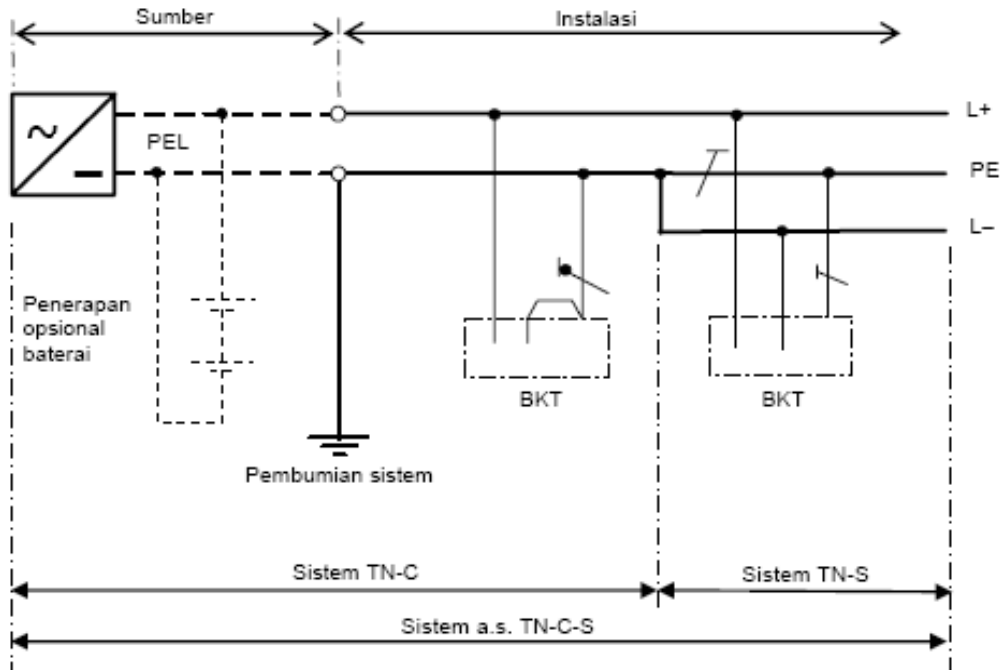 Sumber
Instalasi
L+
PEL
PE
L–
Penerapan
opsional
baterai
BKT
BKT
Pembumian sistem
Sistem TN-C
Sistem TN-S
Sistem a.s. TN-C-S